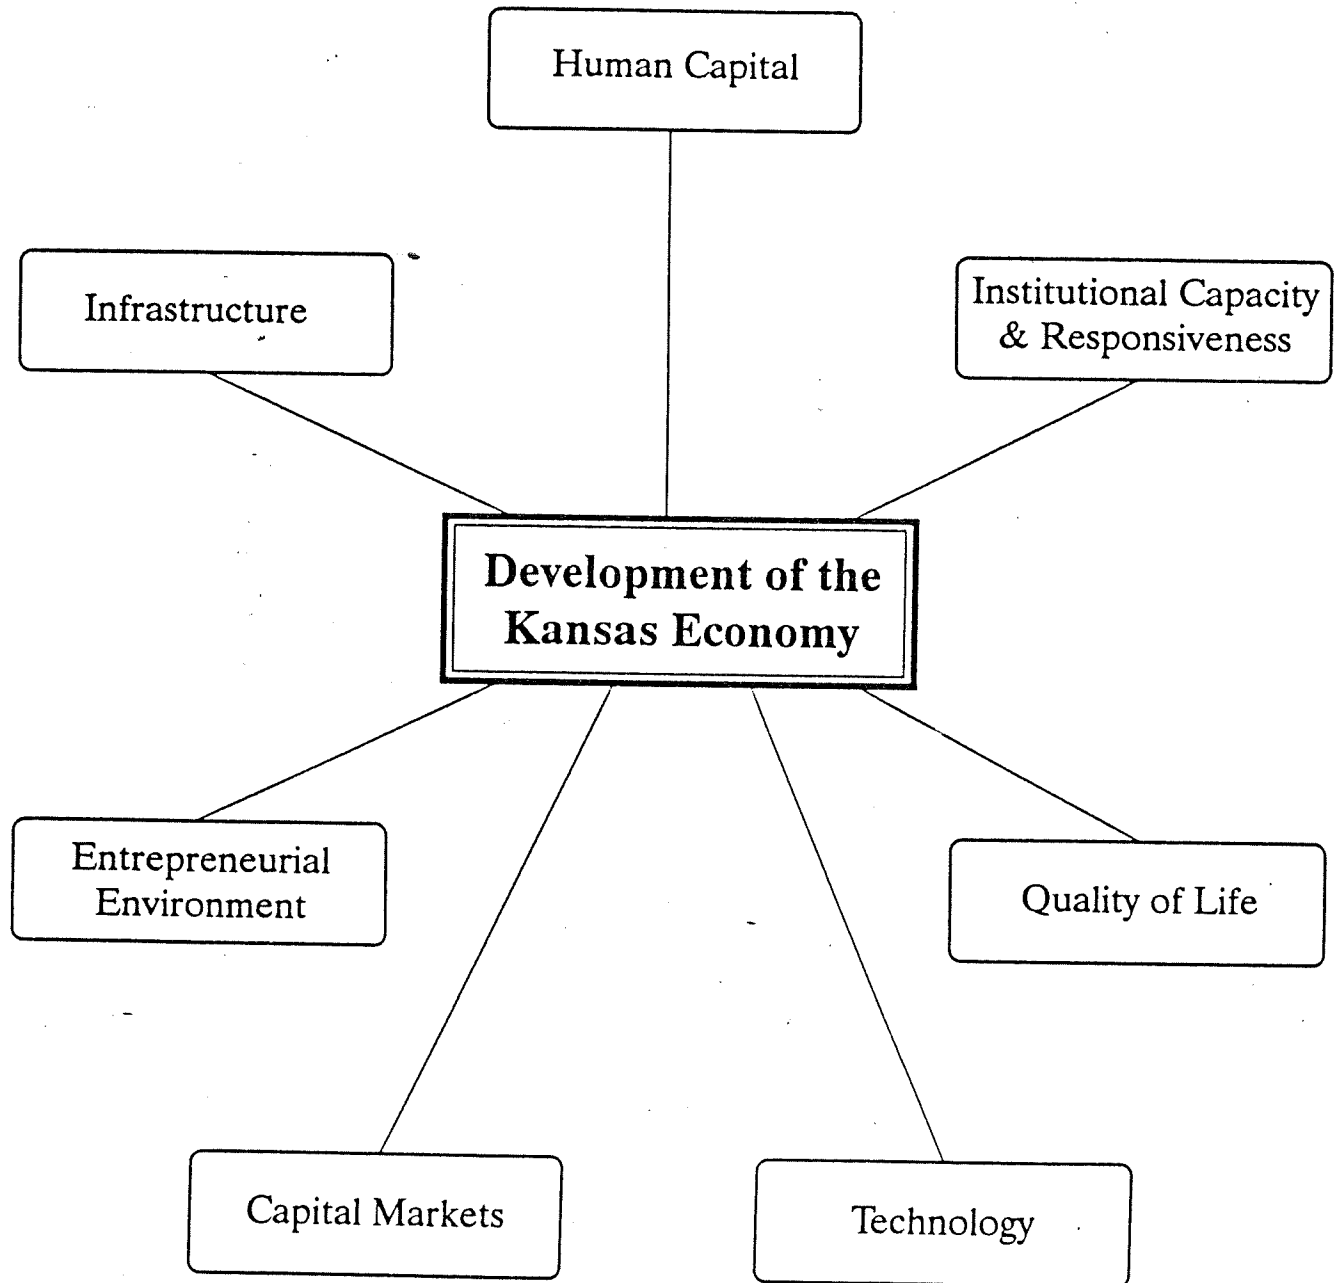 Human Capital
Infrastructure
Institutional Capacity
& Responsiveness
Development of the
Kansas Economy
Entrepreneurial
Environment
Quality of Life
Capital Markets
Technology